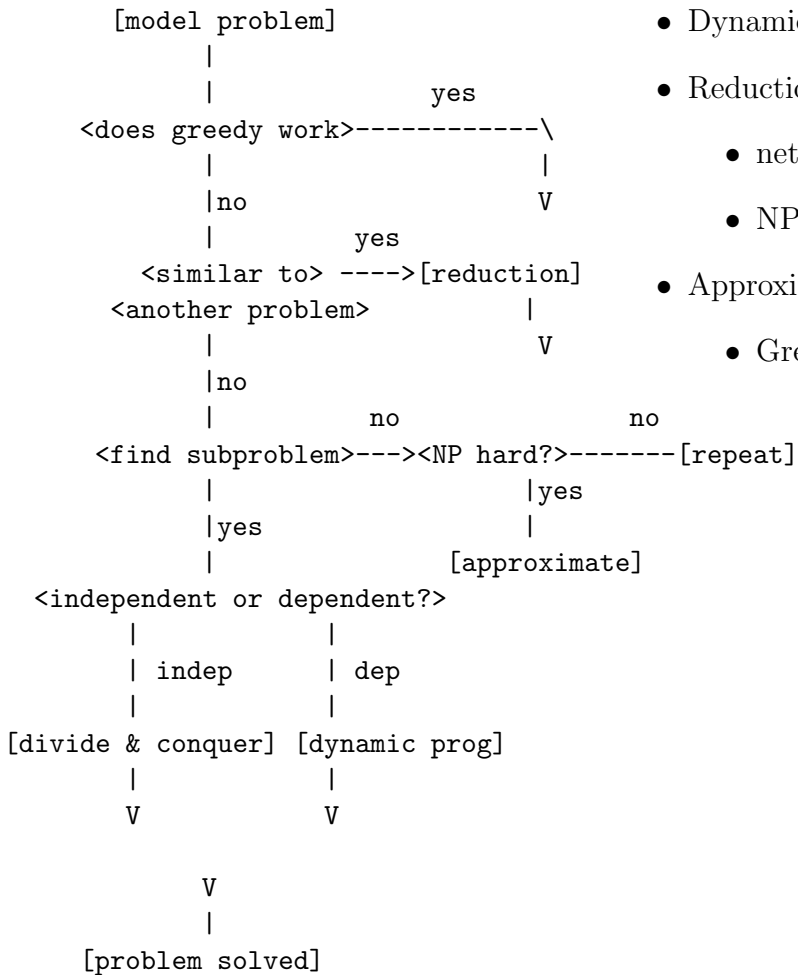 [model problem]
|
| yes
<does greedy work>------------\
| |
|no V
| yes
<similar to> ---->[reduction]
<another problem> |
| V
|no
| no no
<find subproblem>---><NP hard?>-------[repeat]
| |yes
|yes |
| [approximate]
<independent or dependent?>
| |
| indep | dep
| |
[divide & conquer] [dynamic prog]
| |
V V
V
|
[problem solved]
• Dynami
• Reducti
• net
• NP
• Approxi
• Gre